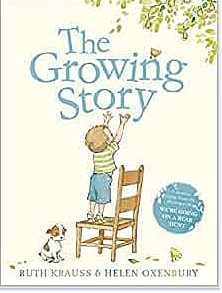 The
Growing
Story
WE'RE GOING
ON A BEAR
HUNT
RUTH KRAUSS & HELEN OXENBURY